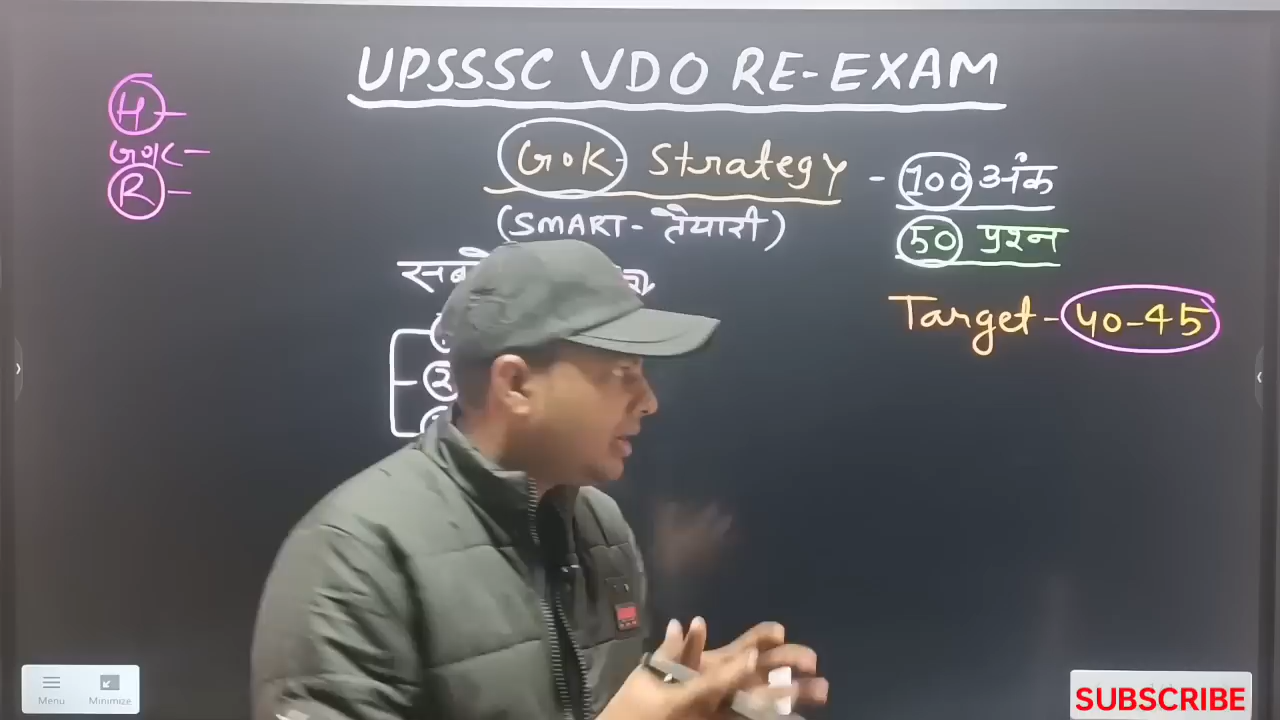 UPSSSC VDO RE-EXAM
H -
G.K -
R -
G.K - Strategy - 100 अंक
(SMART - तैयारी)
50 प्रश्न
Target - 40-45
Menu
Minimize
SUBSCRIBE